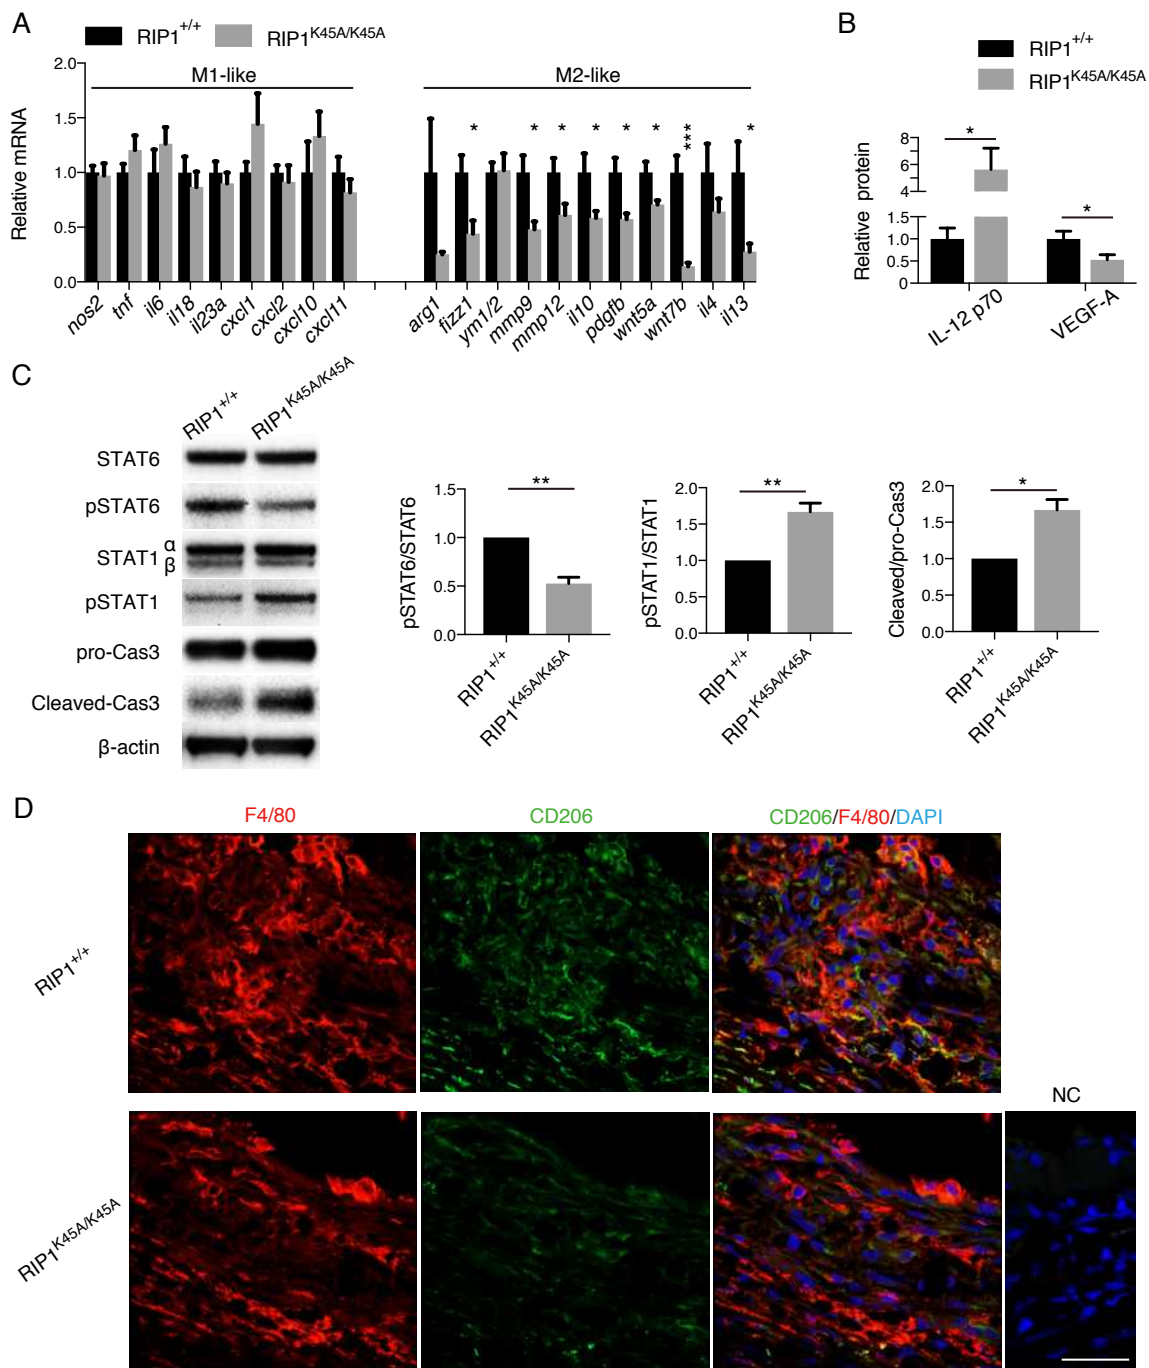 A
RIP1+/+
RIP1K45A/K45A
Relative mRNA
2.0
1.5
1.0
0.5
0.0
M1-like
M2-like
*
*
*
*
*
*
***
*
nos2
tnf
il6
il18
il23a
cxcl1
cxcl2
cxcl10
cxcl11
arg1
fizz1
ym1/2
mmp9
mmp12
il10
pdgfb
wnt5a
wnt7b
il4
il13
B
RIP1+/+
RIP1K45A/K45A
Relative protein
8
6
4
1.5
1.0
0.5
0
*
*
IL-12 p70
VEGF-A
C
RIP1+/+
RIP1K45A/K45A
STAT6
pSTAT6
STAT1 α
β
pSTAT1
pro-Cas3
Cleaved-Cas3
β-actin
pSTAT6/STAT6
1.5
1.0
0.5
0.0
**
RIP1+/+
RIP1K45A/K45A
pSTAT1/STAT1
2.0
1.5
1.0
0.5
0.0
**
RIP1+/+
RIP1K45A/K45A
Cleaved/pro-Cas3
2.0
1.5
1.0
0.5
0.0
*
RIP1+/+
RIP1K45A/K45A
D
F4/80
CD206
CD206/F4/80/DAPI
RIP1+/+
RIP1K45A/K45A
NC